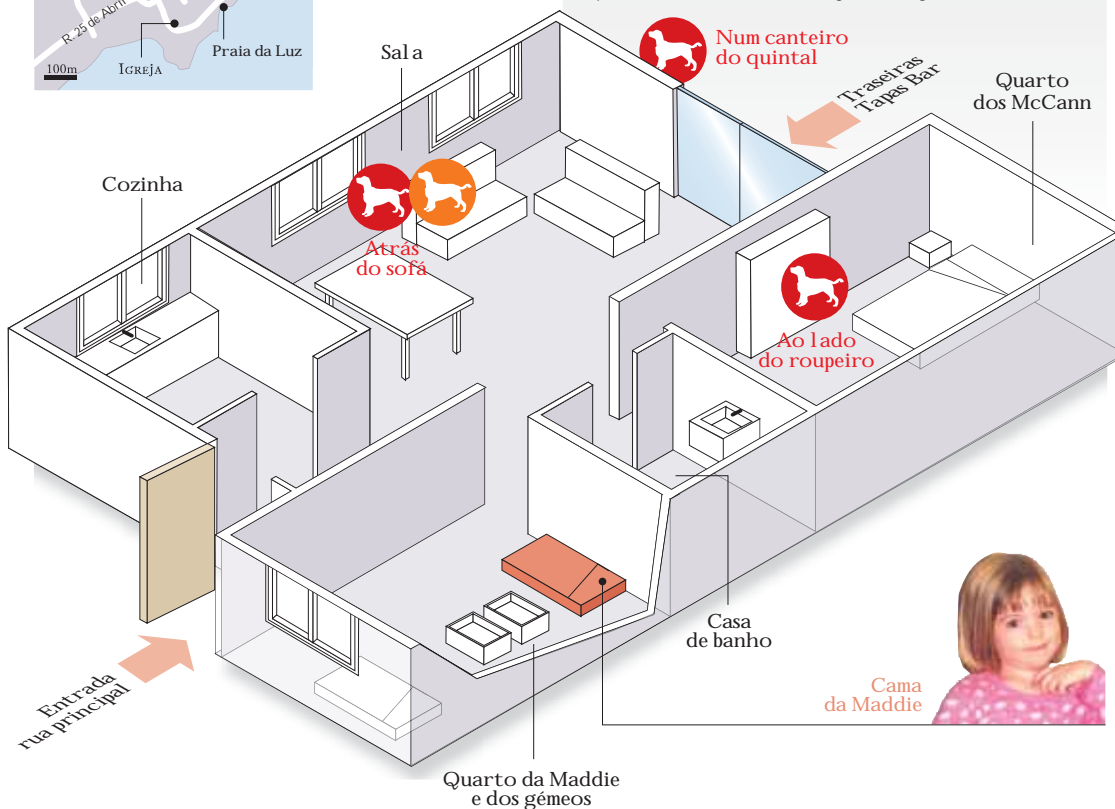 R. 25 de Abril
Praia da Luz
IGREJA
100m
Sala
Num canteiro
do quintal
Traseiras
Tapas Bar
Quarto
dos McCann
Cozinha
Atrás
do sofá
Ao lado
do roupeiro
Casa
de banho
Cama
da Maddie
Entrada
rua principal
Quarto da Maddie
e dos gémeos